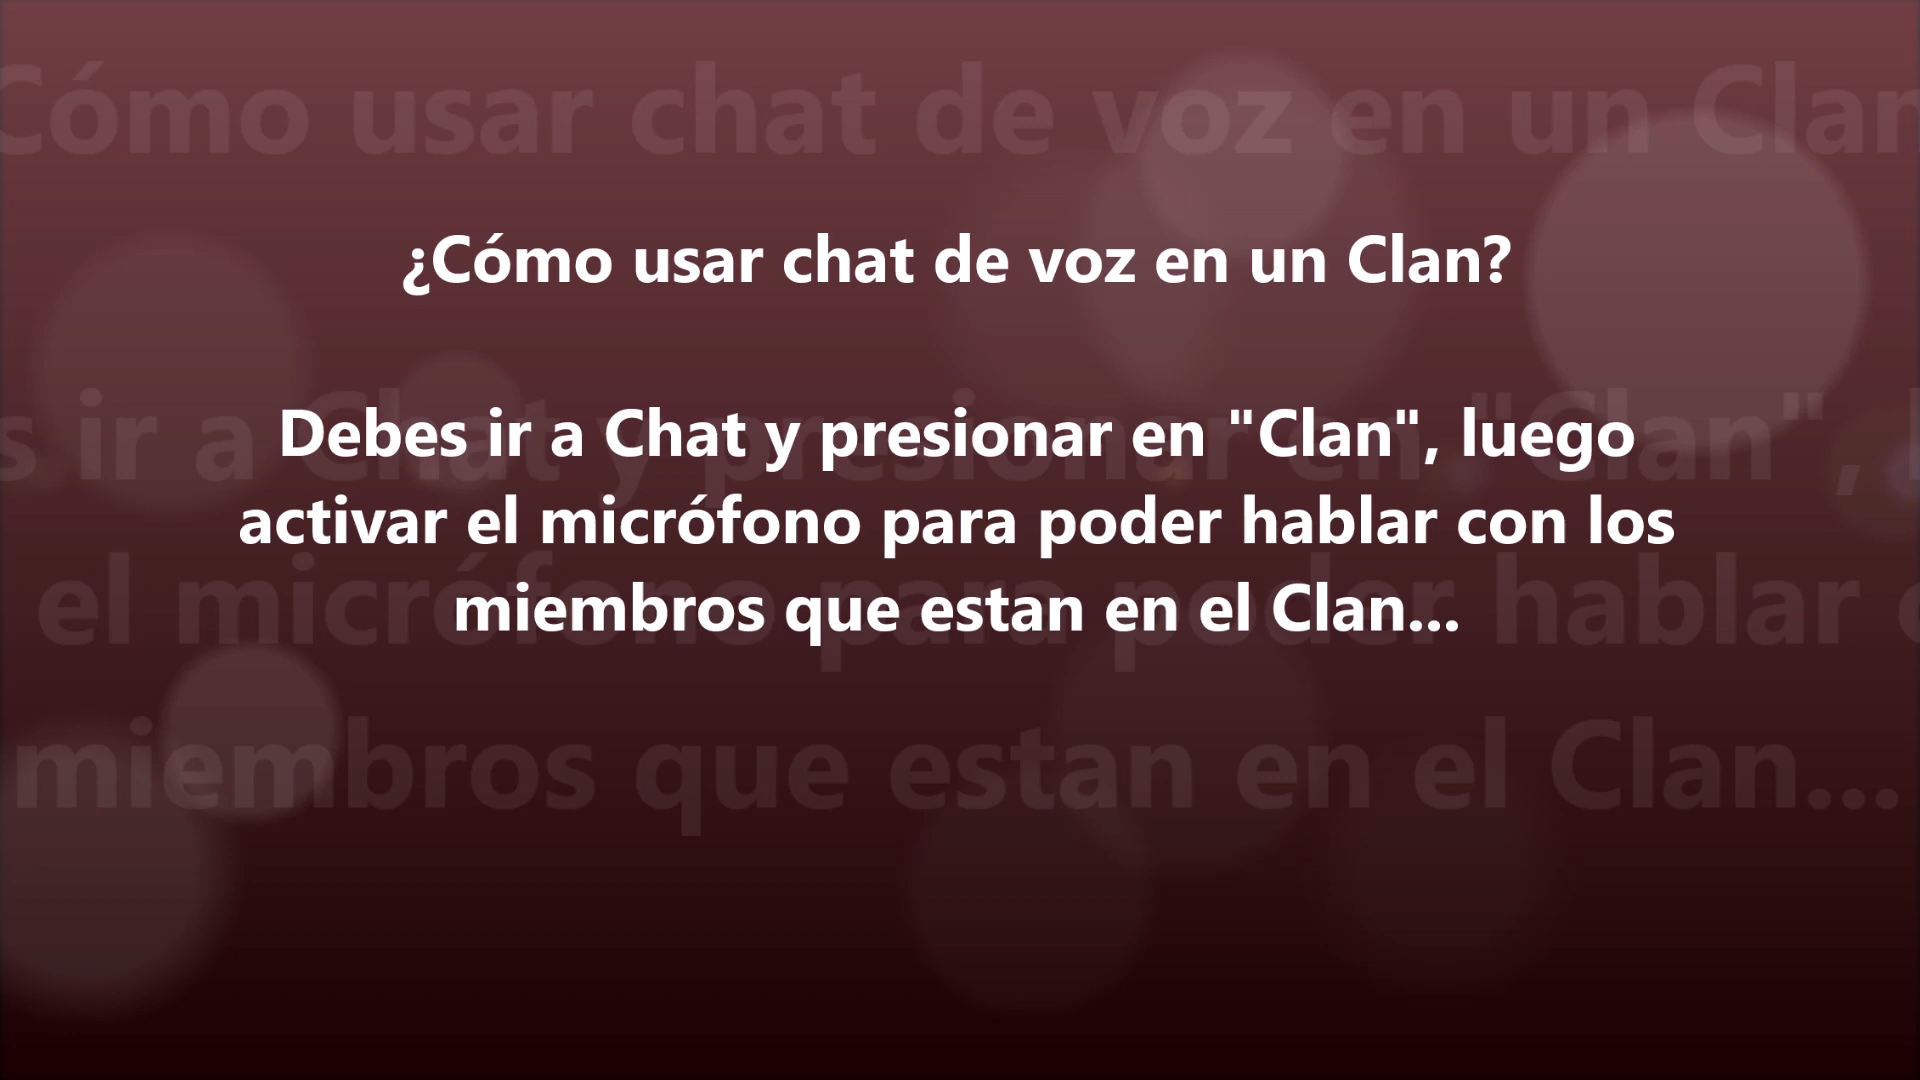 ¿Cómo usar chat de voz en un Clan?
Debes ir a Chat y presionar en "Clan", luego
activar el micrófono para poder hablar con los
miembros que estan en el Clan...